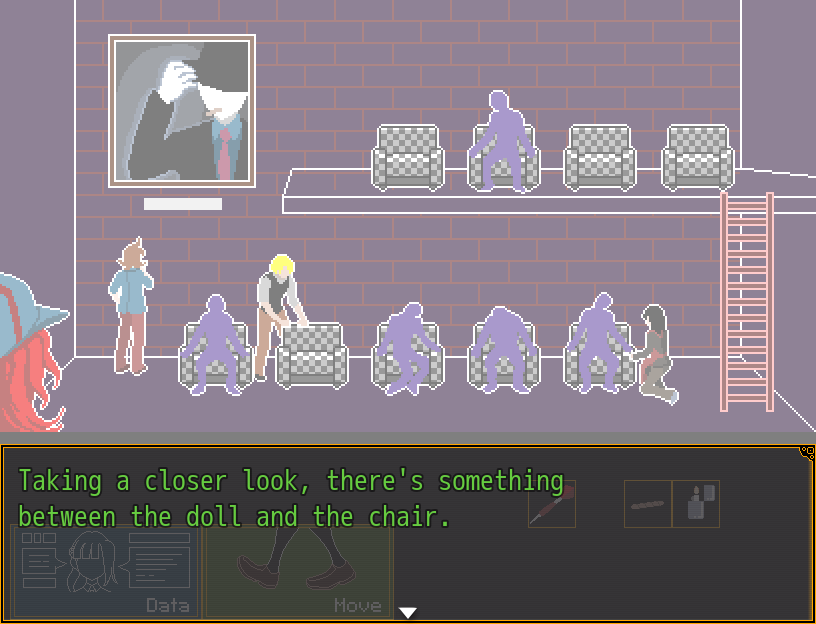 Taking a closer look, there's something
between the doll and the chair.
Data
Move